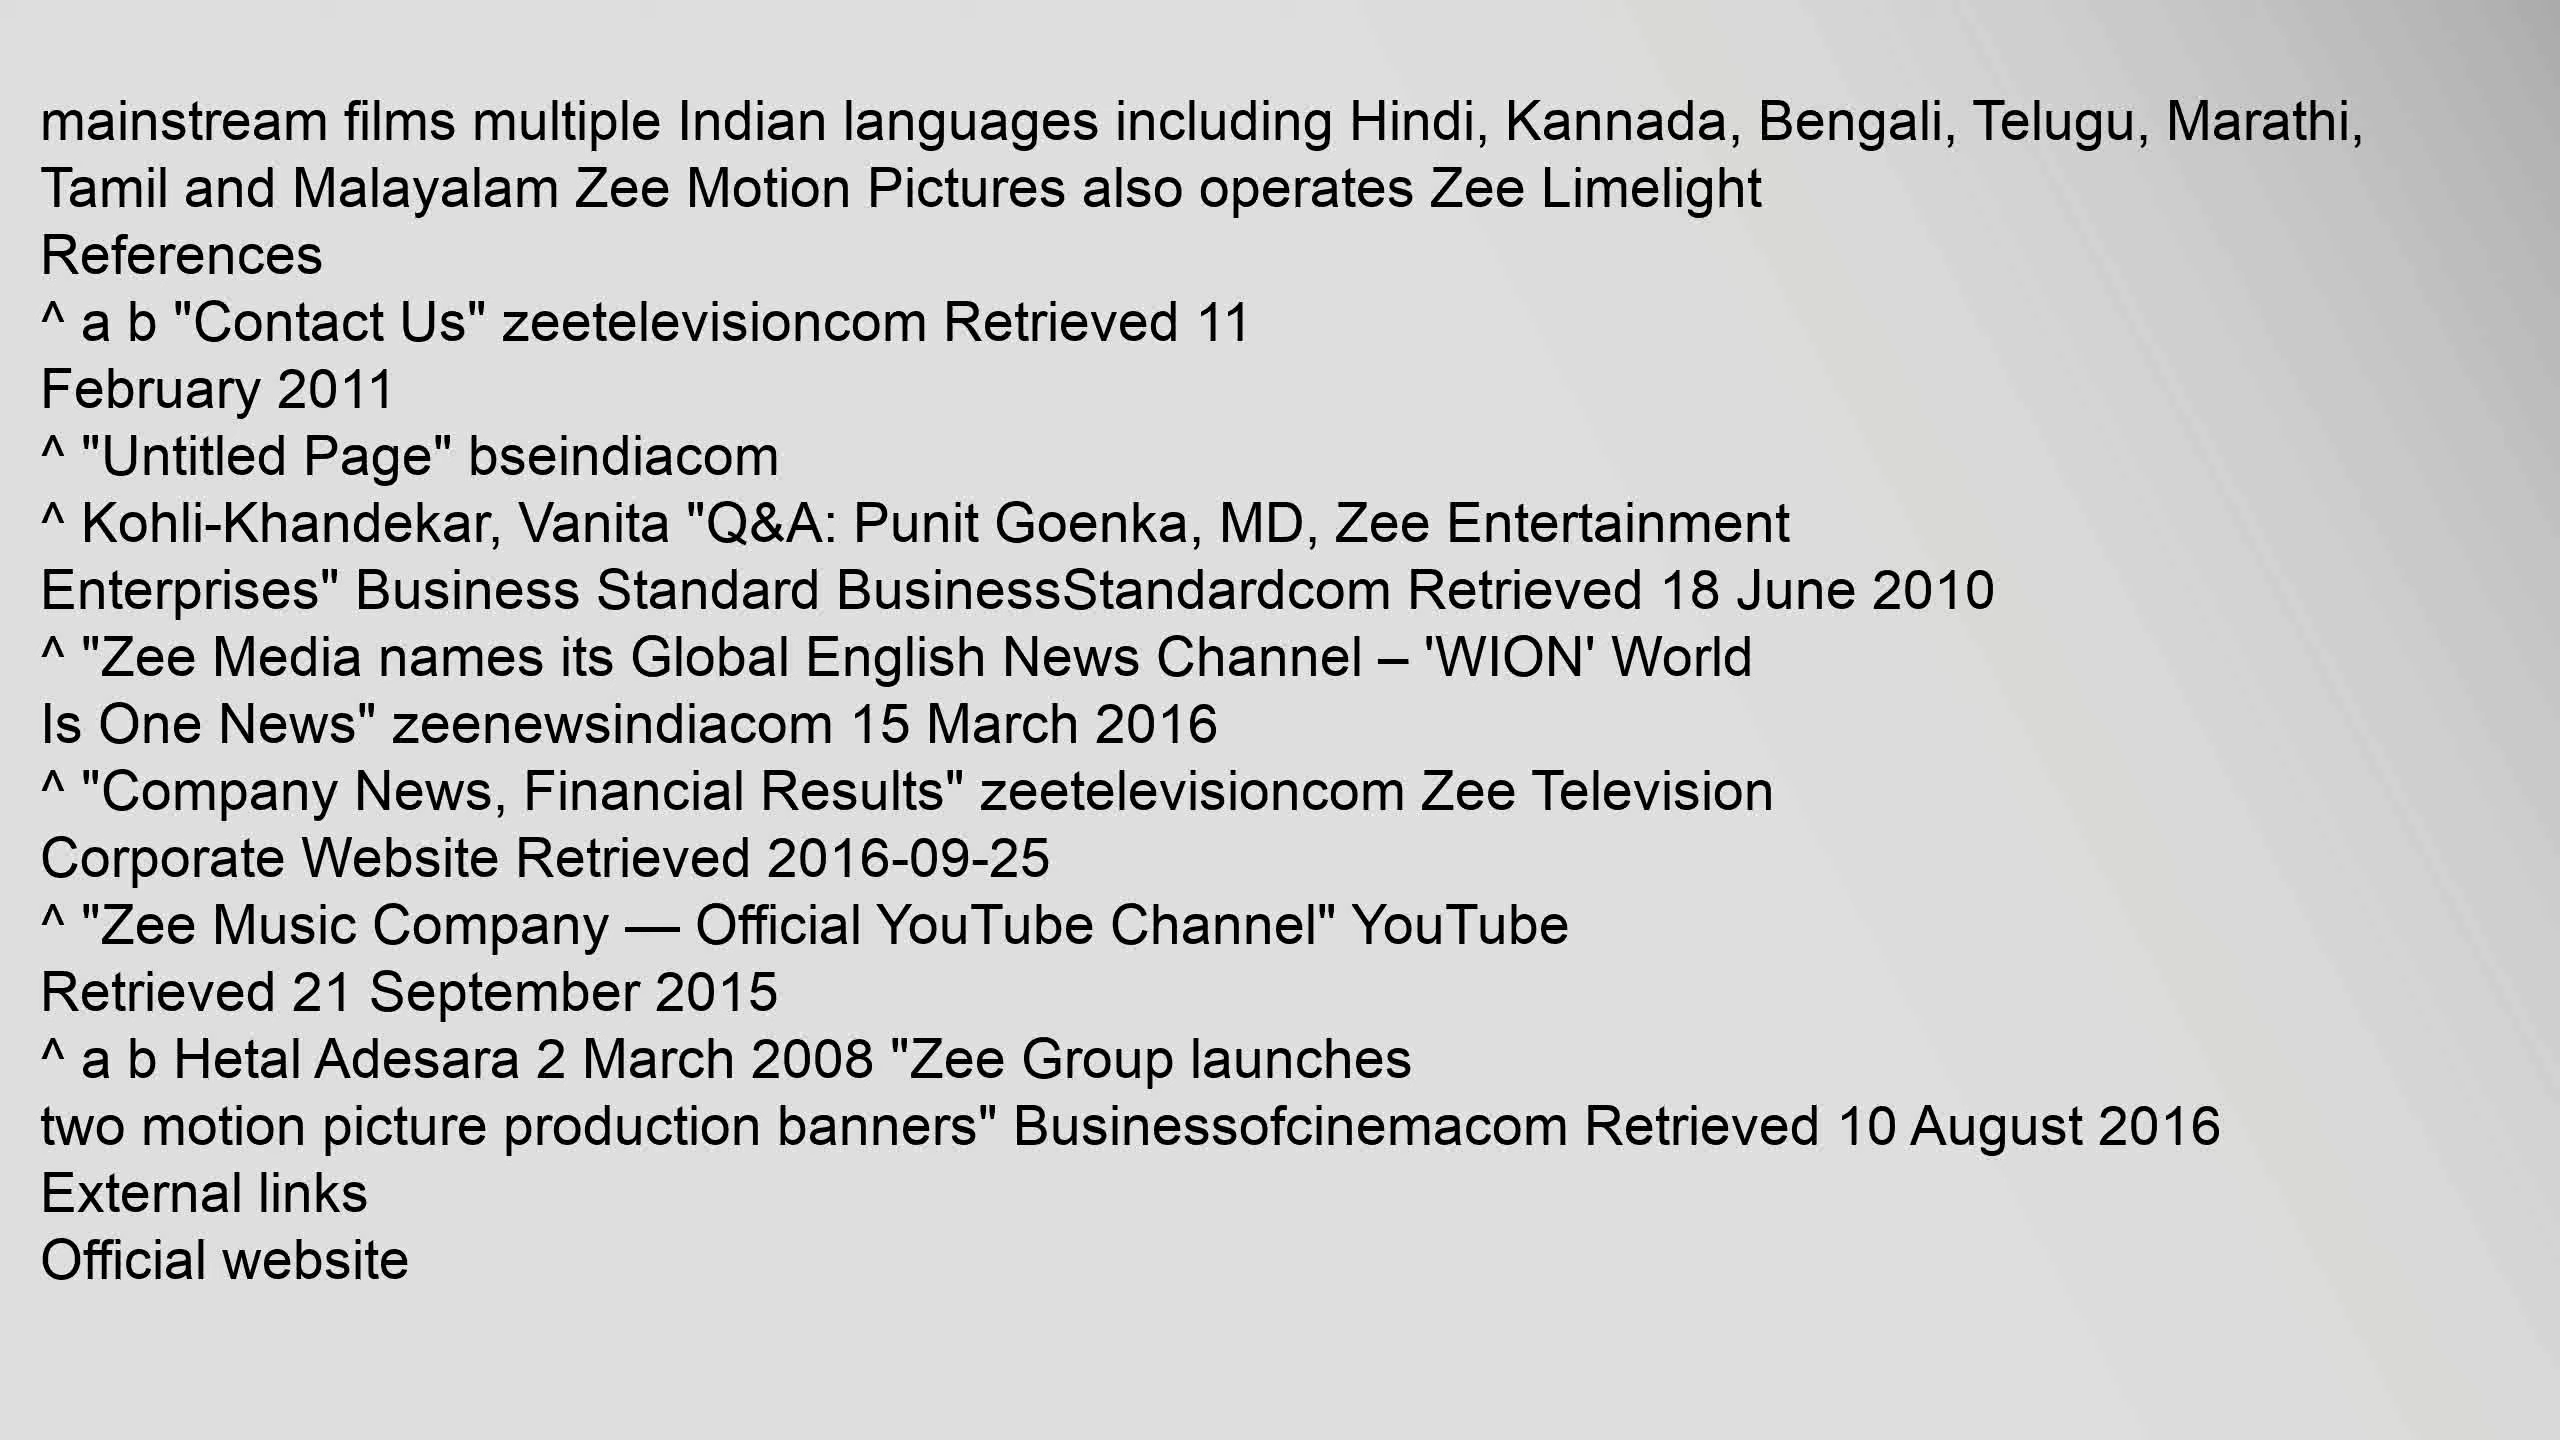 mainstream films multiple Indian languages including Hindi, Kannada, Bengali, Telugu, Marathi,
Tamil and Malayalam Zee Motion Pictures also operates Zee Limelight
References
^ a b "Contact Us" zeetelevisioncom Retrieved 11
February 2011
^ "Untitled Page" bseindiacom
^ Kohli-Khandekar, Vanita "Q&A: Punit Goenka, MD, Zee Entertainment
Enterprises" Business Standard BusinessStandardcom Retrieved 18 June 2010
^ "Zee Media names its Global English News Channel – 'WION' World
Is One News" zeenewsindiacom 15 March 2016
^ "Company News, Financial Results" zeetelevisioncom Zee Television
Corporate Website Retrieved 2016-09-25
^ "Zee Music Company — Official YouTube Channel" YouTube
Retrieved 21 September 2015
^ a b Hetal Adesara 2 March 2008 "Zee Group launches
two motion picture production banners" Businessofcinemacom Retrieved 10 August 2016
External links
Official website